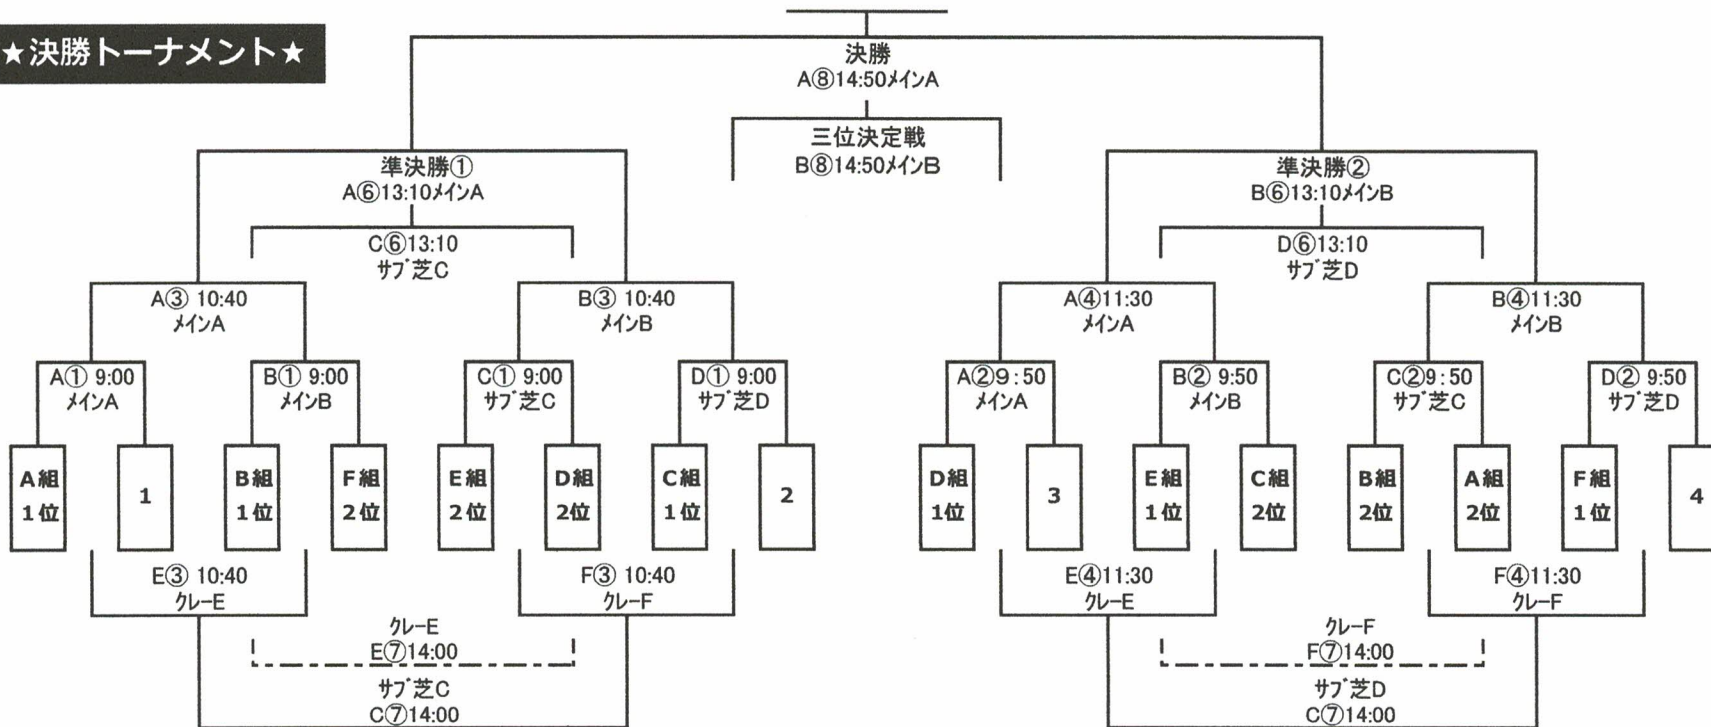 ★決勝トーナメント★
決勝
A⑧14:50メインA
三位決定戦
B⑧14:50メインB
準決勝①
A⑥13:10メインA
準決勝②
B⑥13:10メインB
C⑥13:10
サブ芝C
D⑥13:10
サブ芝D
A③ 10:40
メインA
B③ 10:40
メインB
A④11:30
メインA
B④11:30
メインB
A① 9:00
メインA
B① 9:00
メインB
C① 9:00
サブ芝C
D① 9:00
サブ芝D
A②9:50
メインA
B② 9:50
メインB
C②9:50
サブ芝C
D② 9:50
サブ芝D
A組
1位
1
B組
1位
F組
2位
E組
2位
D組
2位
C組
1位
2
D組
1位
3
E組
1位
C組
2位
B組
2位
A組
2位
F組
1位
4
E③ 10:40
クレーE
F③ 10:40
クレーF
E④11:30
クレーE
F④11:30
クレーF
クレーE
E⑦14:00
クレーF
F⑦14:00
サブ芝C
C⑦14:00
サブ芝D
C⑦14:00